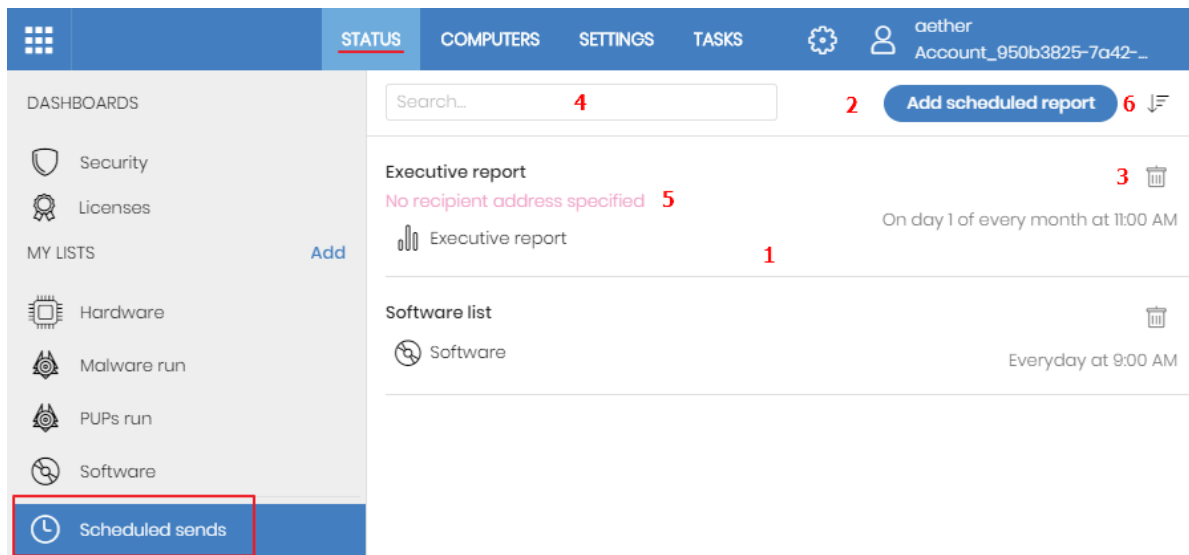 STATUS COMPUTERS SETTINGS TASKS
aether
Account_950b3825-7a42-...
DASHBOARDS
Security
Licenses
MY LISTS Add
Hardware
Malware run
PUPs run
Software
Scheduled sends
Search... 4
2 Add scheduled report 6
Executive report
3
No recipient address specified 5
On day 1 of every month at 11:00 AM
Executive report
1
Software list
Software
Everyday at 9:00 AM